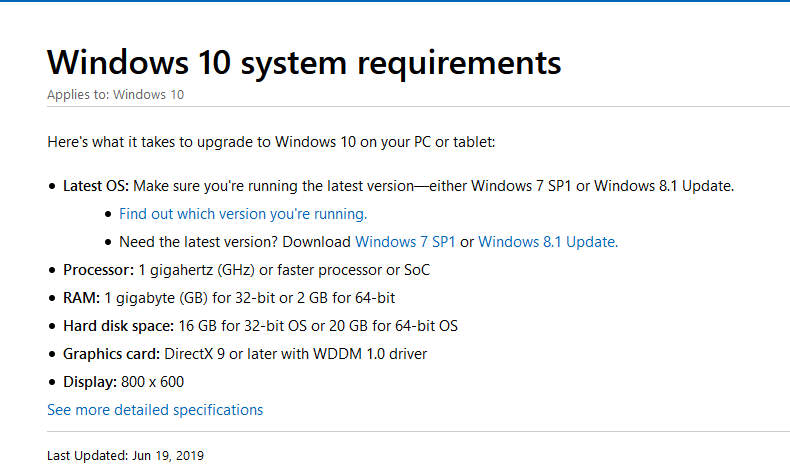 Windows 10 system requirements
Applies to: Windows 10
Here's what it takes to upgrade to Windows 10 on your PC or tablet:
• Latest OS: Make sure you're running the latest version—either Windows 7 SP1 or Windows 8.1 Update.
• Find out which version you're running.
• Need the latest version? Download Windows 7 SP1 or Windows 8.1 Update.
• Processor: 1 gigahertz (GHz) or faster processor or SoC
• RAM: 1 gigabyte (GB) for 32-bit or 2 GB for 64-bit
• Hard disk space: 16 GB for 32-bit OS or 20 GB for 64-bit OS
• Graphics card: DirectX 9 or later with WDDM 1.0 driver
• Display: 800 x 600
See more detailed specifications
Last Updated: Jun 19, 2019